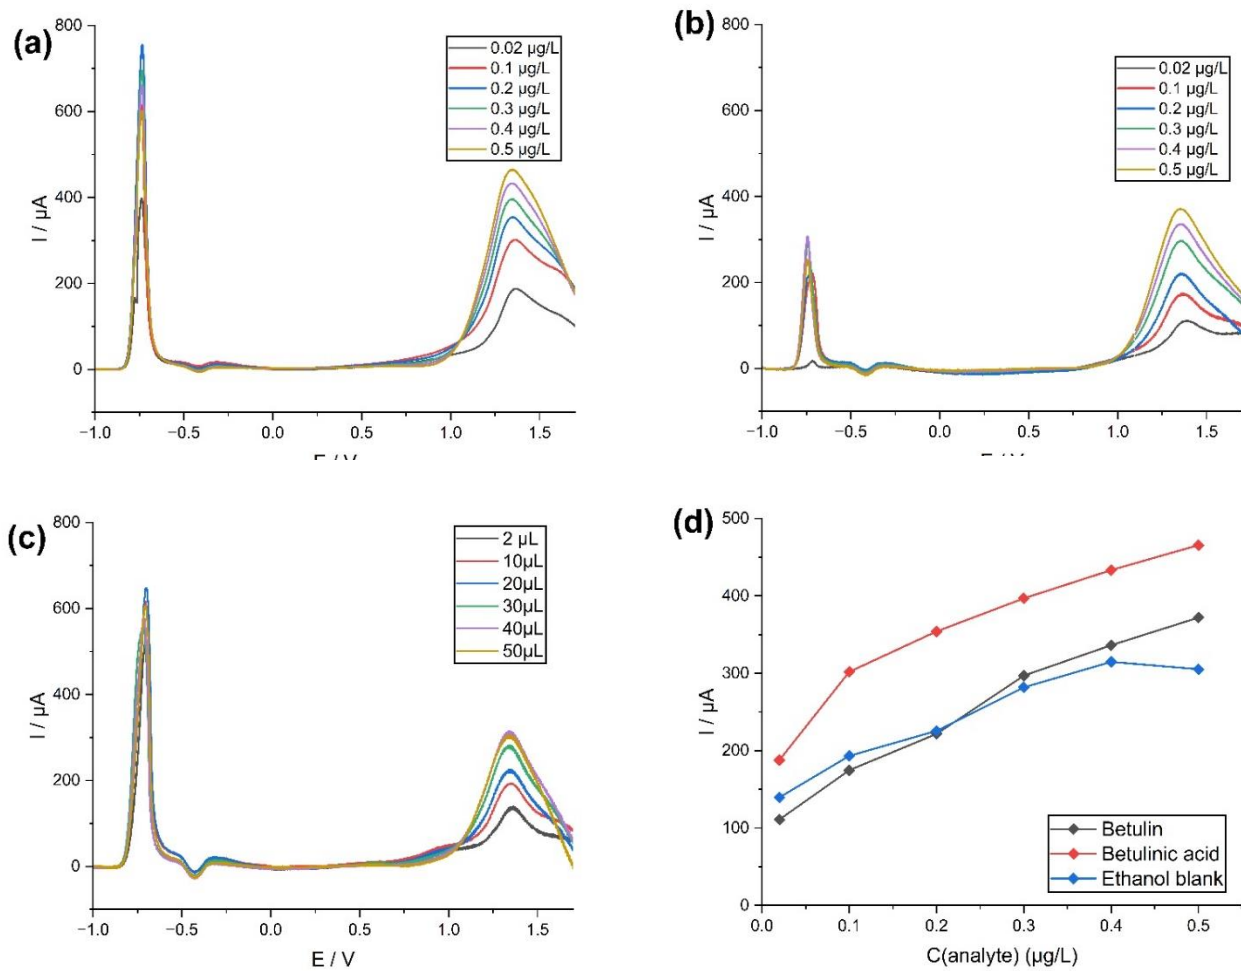 (a)
800
600
400
200
0
I / µA
0.02 µg/L
0.1 µg/L
0.2 µg/L
0.3 µg/L
0.4 µg/L
0.5 µg/L
−1.0 −0.5 0.0 0.5 1.0 1.5
E / V
(b)
800
600
400
200
0
I / µA
0.02 µg/L
0.1 µg/L
0.2 µg/L
0.3 µg/L
0.4 µg/L
0.5 µg/L
−1.0 −0.5 0.0 0.5 1.0 1.5
E / V
(c)
800
600
400
200
0
I / µA
2 µL
10µL
20µL
30µL
40µL
50µL
−1.0 −0.5 0.0 0.5 1.0 1.5
E / V
(d)
500
400
300
200
100
0
I / µA
Betulin
Betulinic acid
Ethanol blank
0.0 0.1 0.2 0.3 0.4 0.5
C(analyte) (µg/L)